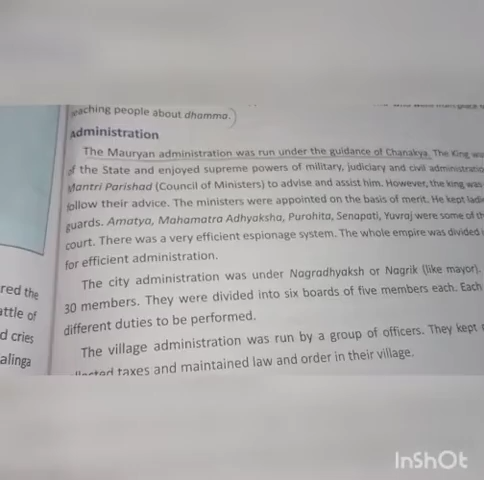 teaching people about dhamma.
Administration
The Mauryan administration was run under the guidance of Chanakya. The King
of the State and enjoyed supreme powers of military, judiciary and civil
Mantri Parishad (Council of Ministers) to advise and assist him. However, the king was
follow their advice. The ministers were appointed on the basis of merit. He kept
guards. Amatya, Mahamatra Adhyaksha, Purohita, Senapati, Yuvraj were some of
court. There was a very efficient espionage system. The whole empire was divided
for efficient administration.
The city administration was under Nagradhyaksh or Nagrik (like mayor).
30 members. They were divided into six boards of five members each. Each
different duties to be performed.
The village administration was run by a group of officers. They kept
taxes and maintained law and order in their village.
red the
attle of
d cries
alinga
InShOt